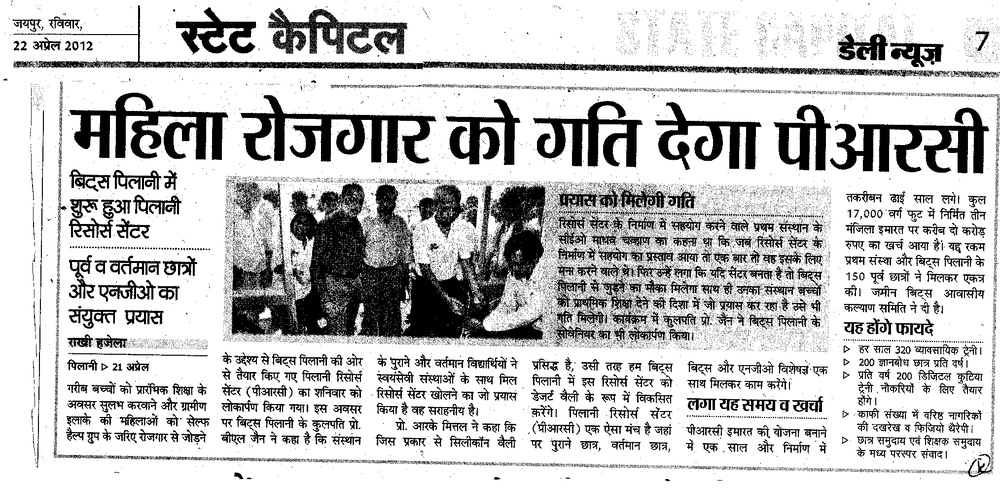 जयपुर, रविवार,
22 अप्रेल 2012
स्टेट कैपिटल
डेली न्यूज़
7
महिला रोजगार को गति देगा पीआरसी
बिट्स पिलानी में
शुरू हुआ पिलानी
रिसोर्स सेंटर
पूर्व व वर्तमान छात्रों
और एनजीओ का
संयुक्त प्रयास
राखी हजेला
पिलानी ▷ 21 अप्रेल
गरीब बच्चों को प्रारंभिक शिक्षा के
अवसर सुलभ करवाने और ग्रामीण
इलाके की महिलाओं को सेल्फ
हैल्प ग्रुप के जरिए रोजगार से जोड़ने
के उद्देश्य से बिट्स पिलानी की ओर
से तैयार किए गए पिलानी रिसोर्स
सेंटर (पीआरसी) का शनिवार को
लोकार्पण किया गया। इस अवसर
पर बिट्स पिलानी के कुलपति प्रो.
बीएल जैन ने कहा है कि संस्थान
के पुराने और वर्तमान विद्यार्थियों ने
स्वयंसेवी संस्थाओं के साथ मिल
रिसोर्स सेंटर खोलने का जो प्रयास
किया है वह सराहनीय है।
प्रो. आरके मित्तल ने कहा कि
जिस प्रकार से सिलीकॉन वैली
प्रसिद्ध है, उसी तरह हम बिट्स
पिलानी में इस रिसोर्स सेंटर को
डेजर्ट वैली के रूप में विकसित
करेंगे। पिलानी रिसोर्स सेंटर
(पीआरसी) एक ऐसा मंच है जहां
पर पुराने छात्र, वर्तमान छात्र,
बिट्स और एनजीओ विशेषज्ञ एक
साथ मिलकर काम करेंगे।
लगा यह समय व खर्चा
पीआरसी इमारत की योजना बनाने
में एक साल और निर्माण में
तकरीबन ढाई साल लगे। कुल
17,000 वर्ग फुट में निर्मित तीन
मंजिला इमारत पर करीब दो करोड़
रुपए का खर्च आया है। वद्द रकम
प्रथम संस्था और बिट्स पिलानी के
150 पूर्व छात्रों ने मिलकर एकत्र
की। जमीन बिट्स आवासीय
कल्याण समिति ने दी है।
यह होंगे फायदे
▷ हर साल 320 व्यावसायिक ट्रेनी।
▷ 200 ज्ञानबोध छात्र प्रति वर्ष।
▷ प्रति वर्ष 200 डिजिटल कुटिया
ट्रेनी नौकरियों के लिए तैयार
होंगे।
▷ काफी संख्या में वरिष्ठ नागरिकों
की दखरेख व फिजियो थैरेपी।
▷ छात्र समुदाय एवं शिक्षक समुदाय
के मध्य परस्पर संवाद।
प्रयास को मिलेगी गति
रिसोर्स सेंटर के निर्माण में सहयोग करने वाले प्रथम संस्थान के
सीईओ माधव चव्हाण का कहना था कि जब रिसोर्स सेंटर के
निर्माण में सहयोग का प्रस्ताव आया तो एक बार तो वह इसके लिए
मना करने वाले थे। फिर उन्हें लगा कि यदि सेंटर बनता है तो बिट्स
पिलानी से जुड़ने का मौका मिलेगा साथ ही उनका संस्थान बच्चों
को प्राथमिक शिक्षा देने की दिशा में जो प्रयास कर रहा है उसे भी
गति मिलेगी। कार्यक्रम में कुलपति प्रो. जैन ने बिट्स पिलानी के
सोवेनियर का भी लोकार्पण किया।